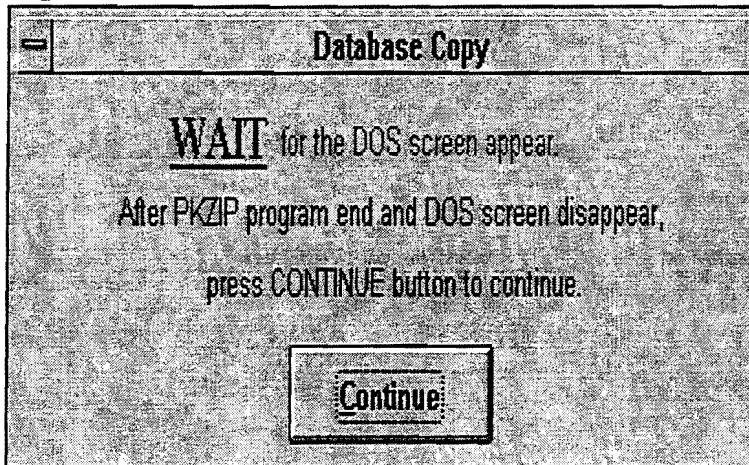 Database Copy
WAIT for the DOS screen appear.
After PKZIP program end and DOS screen disappear,
press CONTINUE button to continue.
Continue